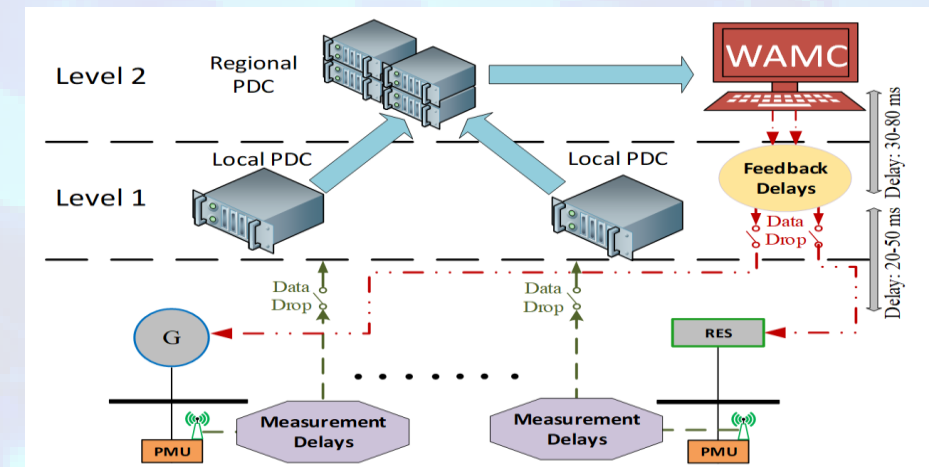 Level 2
Regional
PDC
WAMC
Delay: 30-80 ms
Local PDC
Local PDC
Level 1
Feedback
Delays
Data
Drop
Delay: 20-50 ms
Data
Drop
Data
Drop
G
RES
Measurement
Delays
Measurement
Delays
PMU
PMU